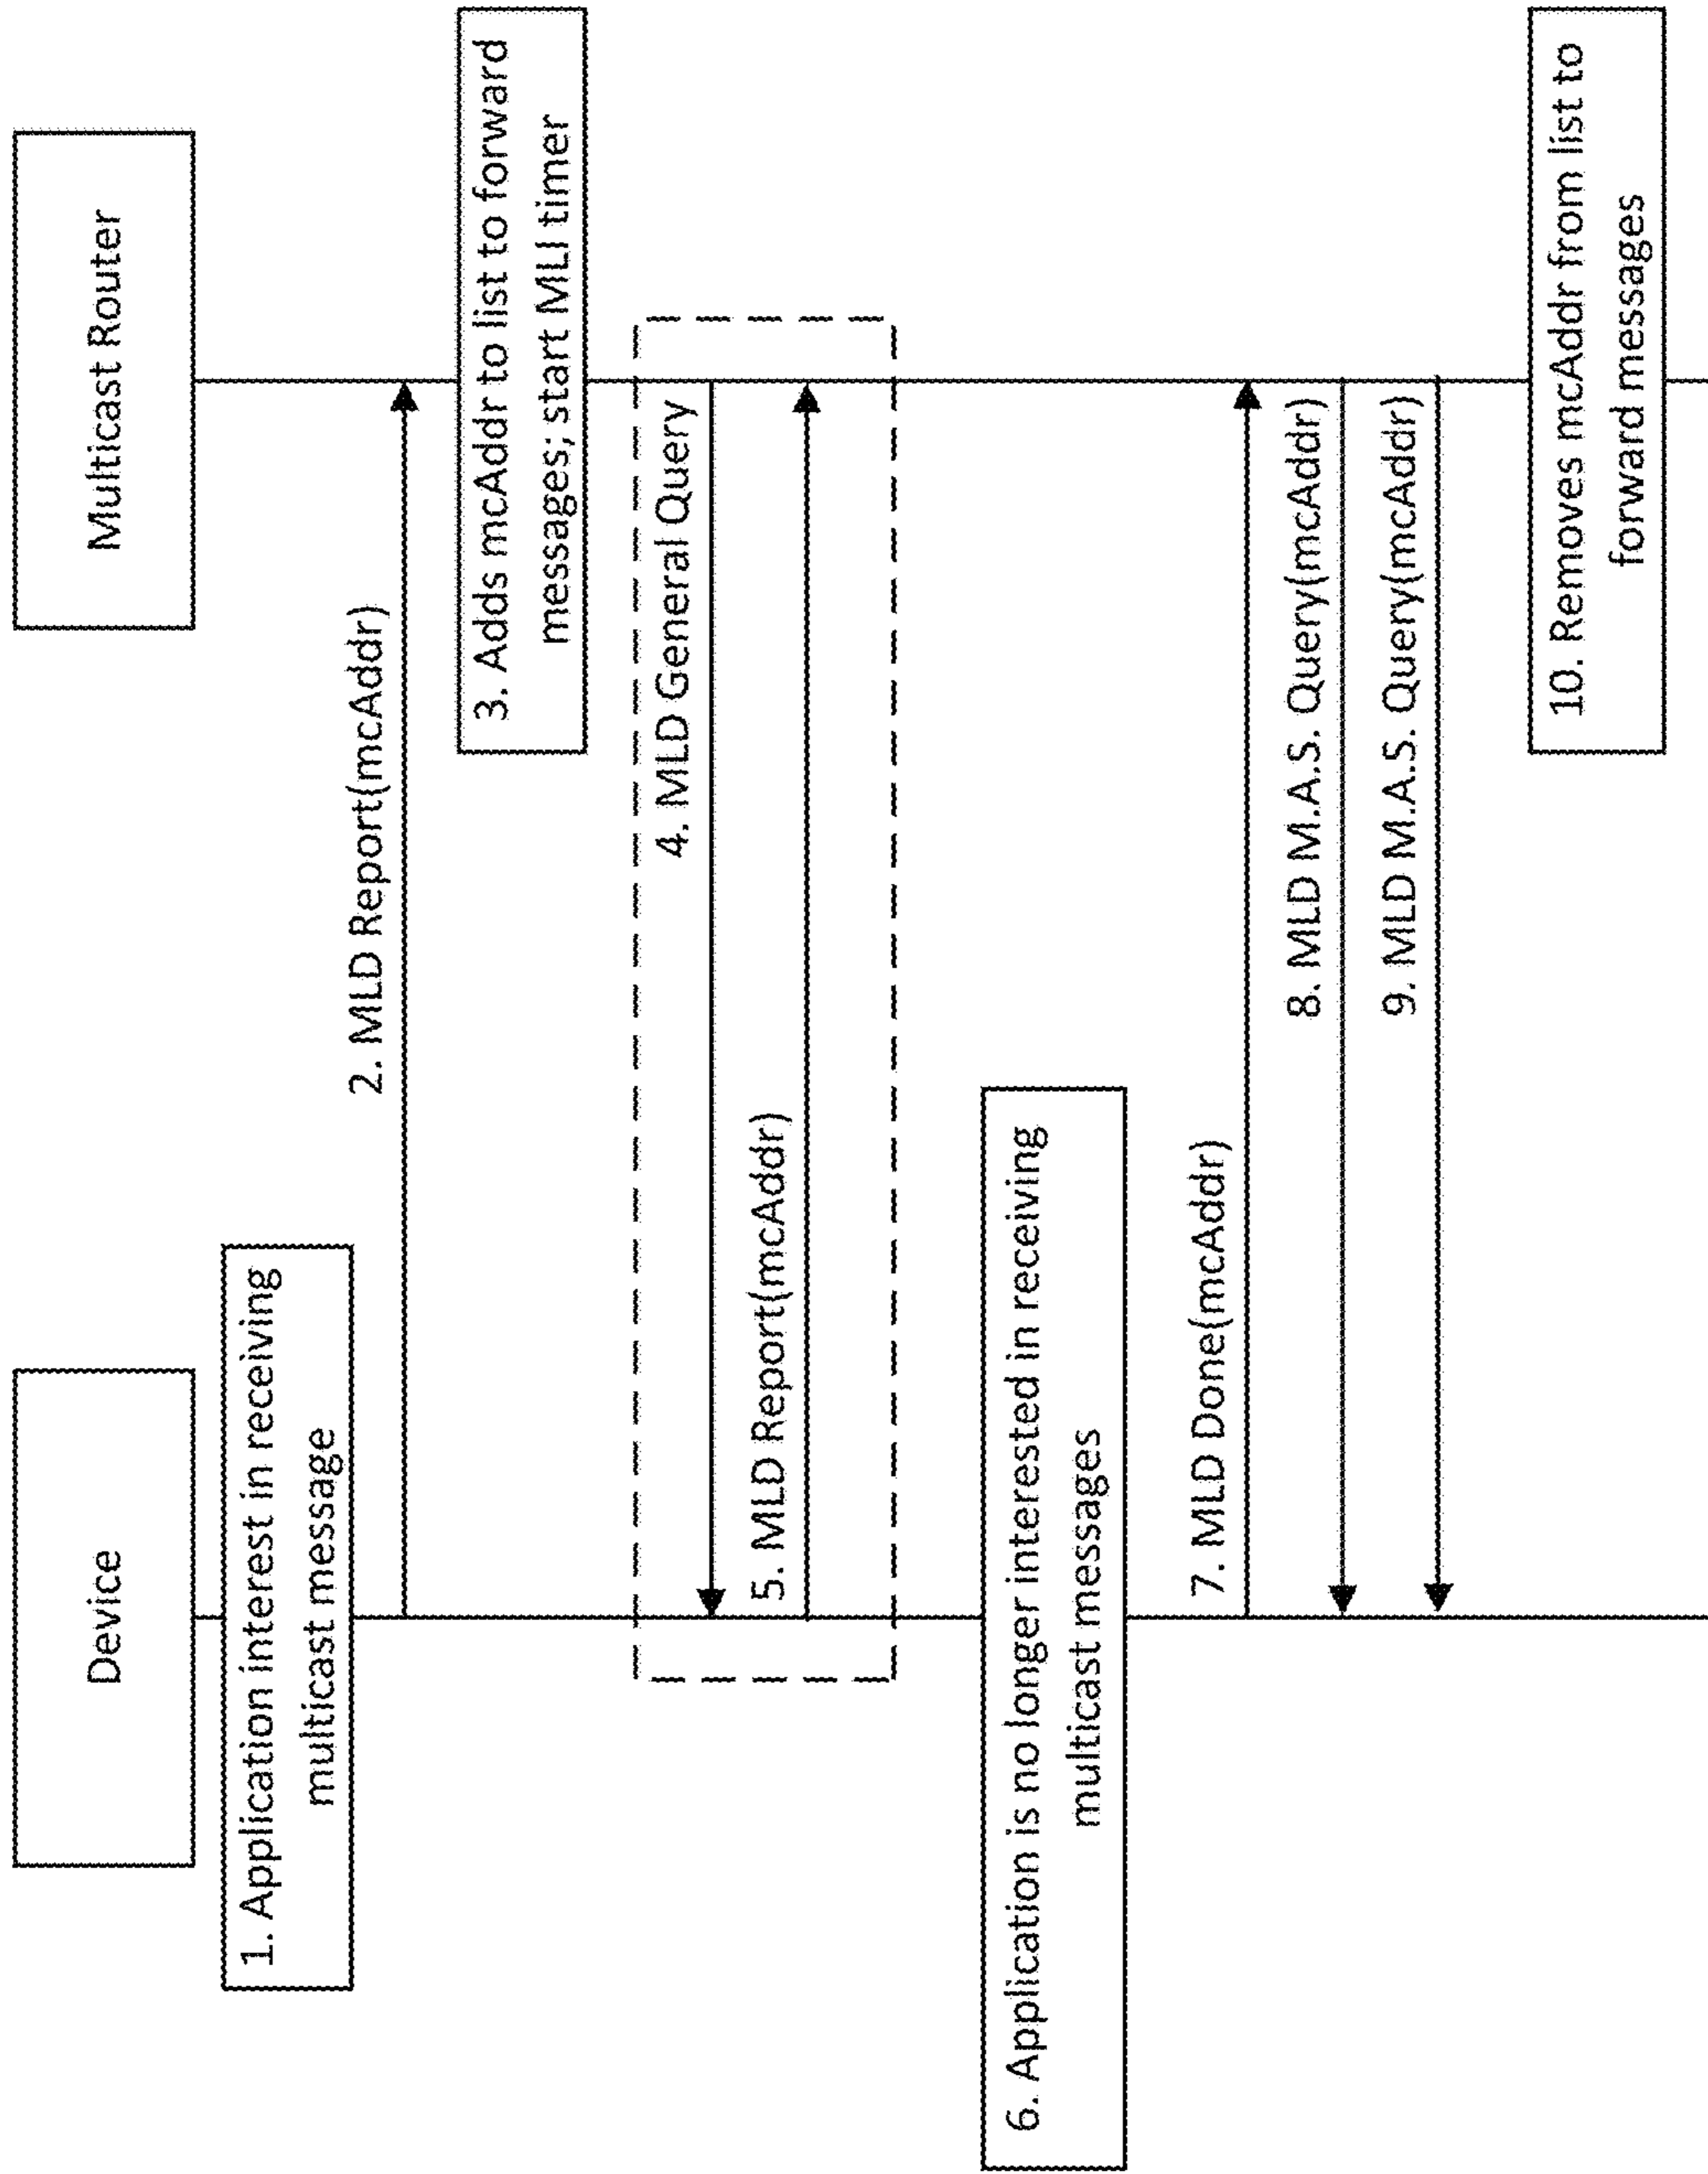 Device
Multicast Router
1. Application interest in receiving
multicast message
2. MLD Report(mcAddr)
3. Adds mcAddr to list to forward
messages; start MLI timer
4. MLD General Query
5. MLD Report(mcAddr)
6. Application is no longer interested in receiving
multicast messages
7. MLD Done(mcAddr)
8. MLD M.A.S. Query(mcAddr)
9. MLD M.A.S. Query(mcAddr)
10. Removes mcAddr from list to
forward messages